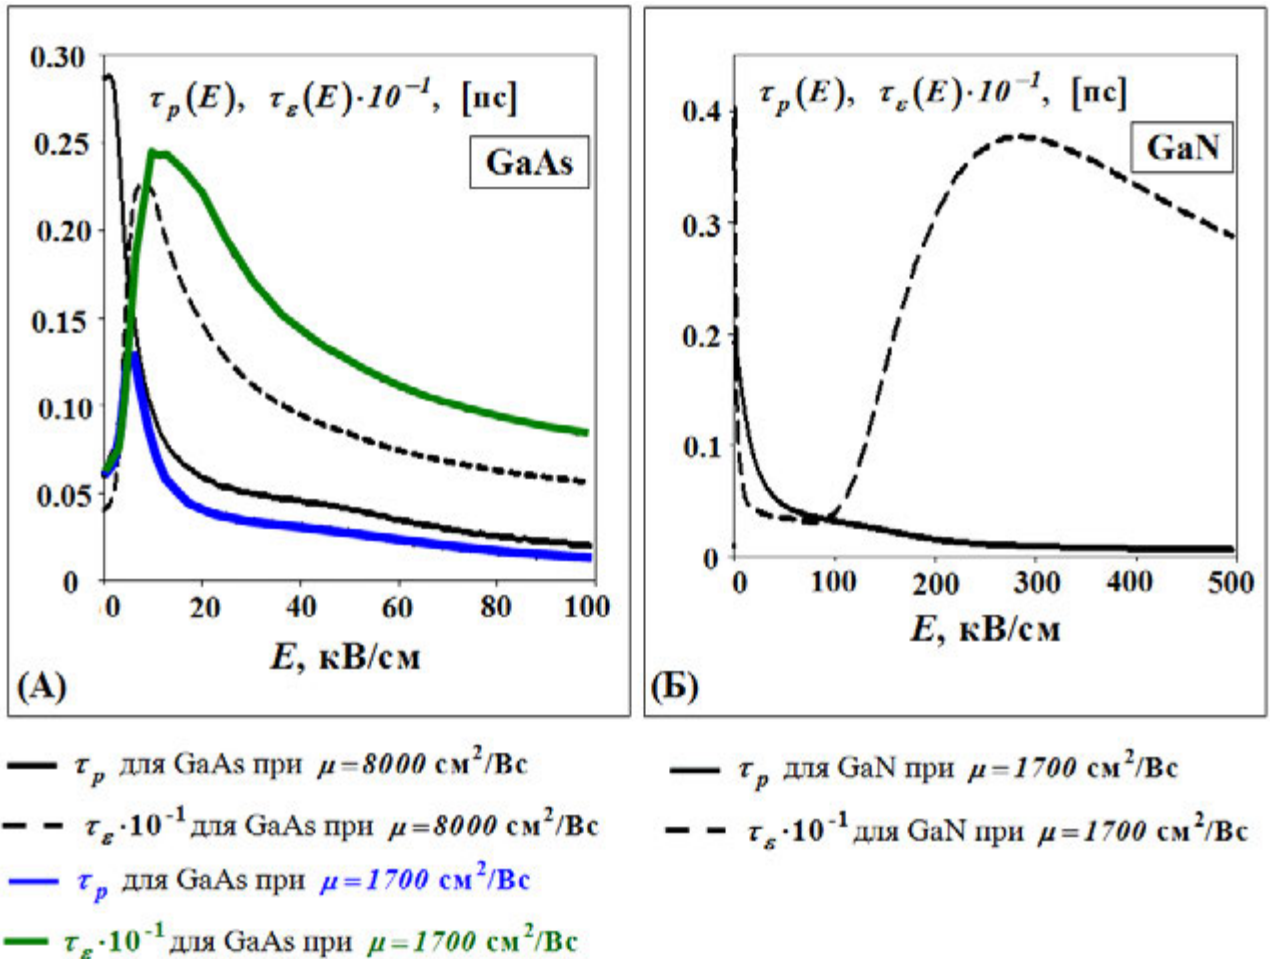 τp(E), τε(E)·10⁻¹, [пс]
GaAs
0.30
0.25
0.20
0.15
0.10
0.05
0
0 20 40 60 80 100
E, кВ/см
(А)
τp(E), τε(E)·10⁻¹, [пс]
GaN
0.4
0.3
0.2
0.1
0
0 100 200 300 400 500
E, кВ/см
(Б)
τp для GaAs при μ=8000 см²/Вс
τε·10⁻¹ для GaAs при μ=8000 см²/Вс
τp для GaAs при μ=1700 см²/Вс
τε·10⁻¹ для GaAs при μ=1700 см²/Вс
τp для GaN при μ=1700 см²/Вс
τε·10⁻¹ для GaN при μ=1700 см²/Вс